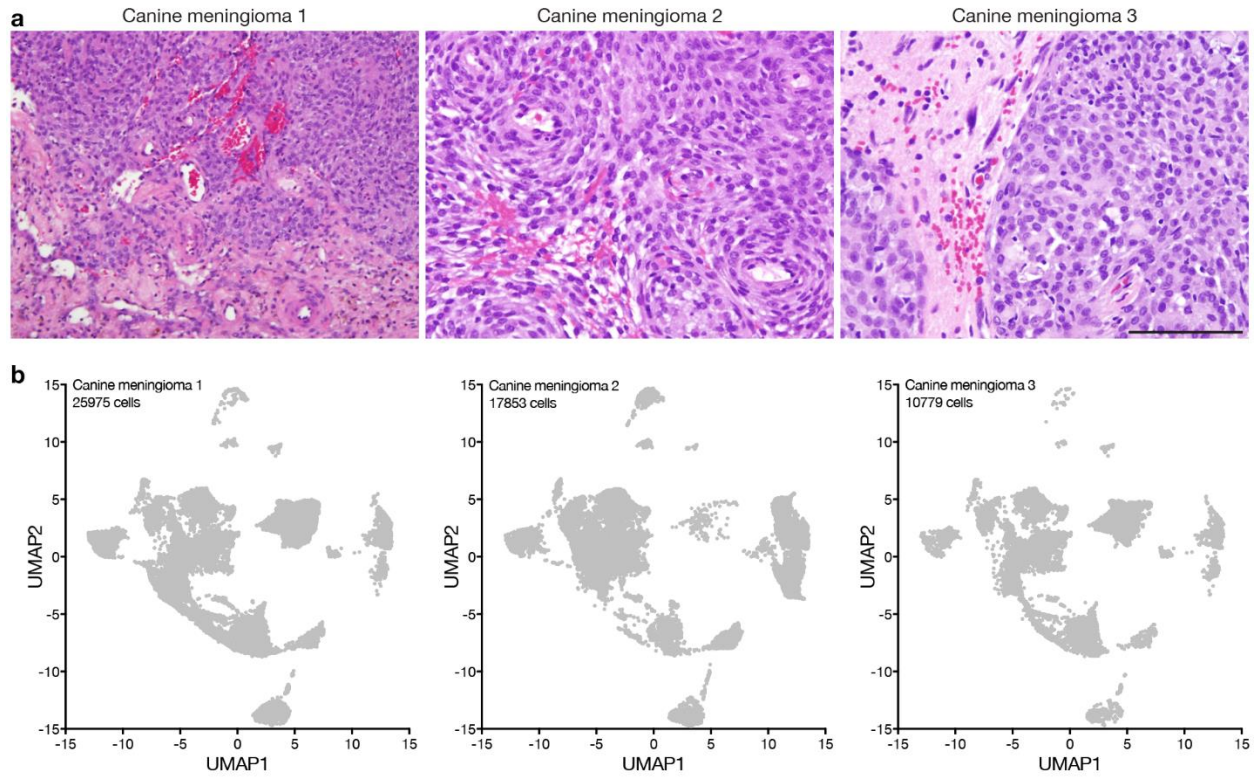 a
Canine meningioma 1
Canine meningioma 2
Canine meningioma 3
b
Canine meningioma 1
25975 cells
15
10
5
0
-5
-10
-15
UMAP2
-15 -10 -5 0 5 10 15
UMAP1
Canine meningioma 2
17853 cells
15
10
5
0
-5
-10
-15
UMAP2
-15 -10 -5 0 5 10 15
UMAP1
Canine meningioma 3
10779 cells
15
10
5
0
-5
-10
-15
UMAP2
-15 -10 -5 0 5 10 15
UMAP1